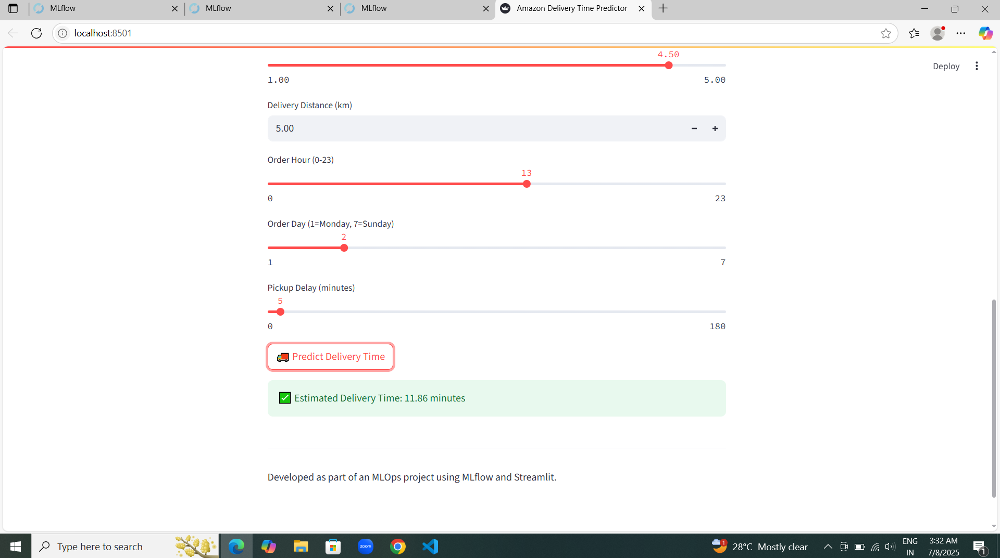 MLflow
MLflow
MLflow
Amazon Delivery Time Predictor
localhost:8501
Deploy
4.50
1.00 5.00
Delivery Distance (km)
5.00
Order Hour (0-23)
13
0 23
Order Day (1=Monday, 7=Sunday)
2
1 7
Pickup Delay (minutes)
5
0 180
Predict Delivery Time
Estimated Delivery Time: 11.86 minutes
Developed as part of an MLOps project using MLflow and Streamlit.
Type here to search
zoom
1
28°C Mostly clear
ENG
IN
3:32 AM
7/8/2025
1